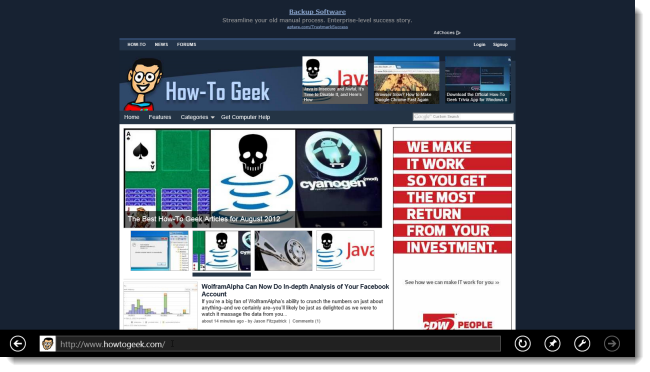 Backup Software
Streamline your old manual process. Enterprise-level success story.
AdChoices
HOW-TO NEWS FORUMS
Login Signup
How-To Geek
Java is Insecure and Awful, It's Time to Disable It, and Here's How
Browser Slow? How to Make Google Chrome Fast Again
Download the Official How-To Geek Trivia App for Windows 8
Home Features Categories Get Computer Help
Google Custom Search
cyanogen(mod)
The Best How-To Geek Articles for August 2012
Java
WE MAKE
IT WORK
SO YOU GET
THE MOST
RETURN
FROM YOUR
INVESTMENT.
See how we can make IT work for you »
CDW PEOPLE
WolframAlpha Can Now Do In-depth Analysis of Your Facebook
Account
If you're a big fan of WolframAlpha's ability to crunch the numbers on just about
anything–and we certainly are–you'll likely be just as delighted as we were to
watch it massage the data from you .
about 14 minutes ago - by Jason Fitzpatrick | Comments (1)
http://www.howtogeek.com/